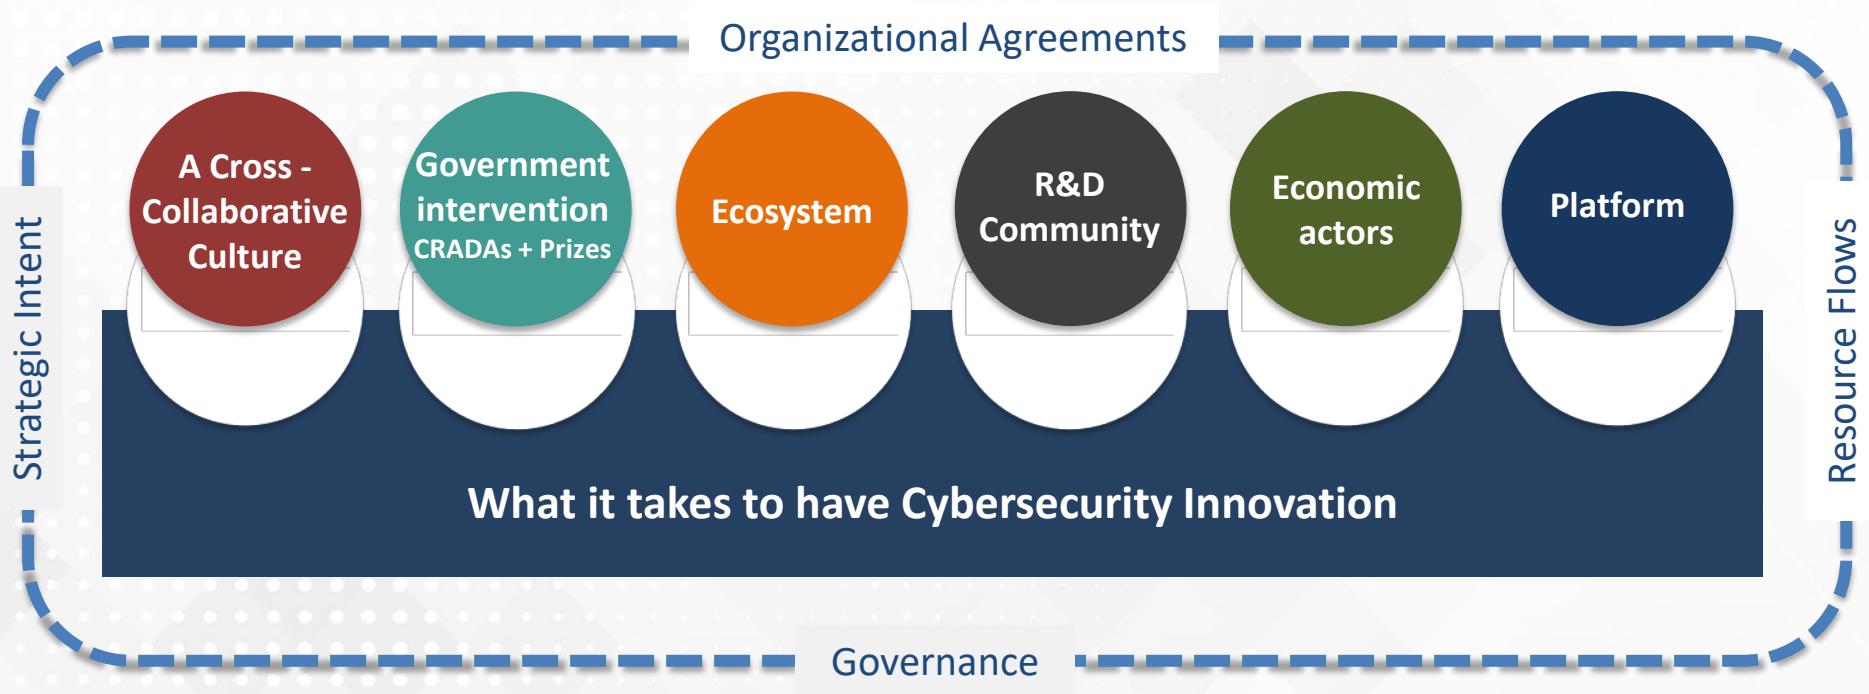 Organizational Agreements
Strategic Intent
A Cross -
Collaborative
Culture
Government
intervention
CRADAs + Prizes
Ecosystem
R&D
Community
Economic
actors
Platform
Resource Flows
What it takes to have Cybersecurity Innovation
Governance